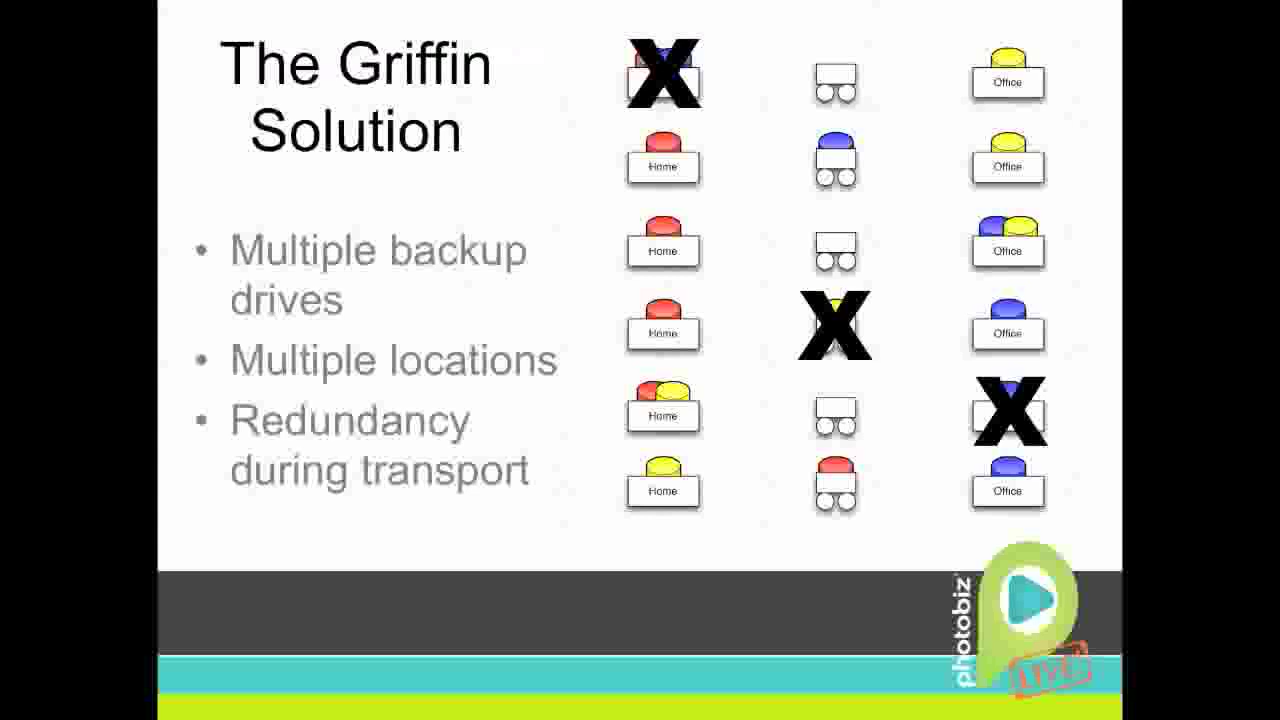 The Griffin
Solution
• Multiple backup
drives
• Multiple locations
• Redundancy
during transport
Office
Home
Office
Home
Office
Home
Office
Home
Home
Office
photobiz
LIVE